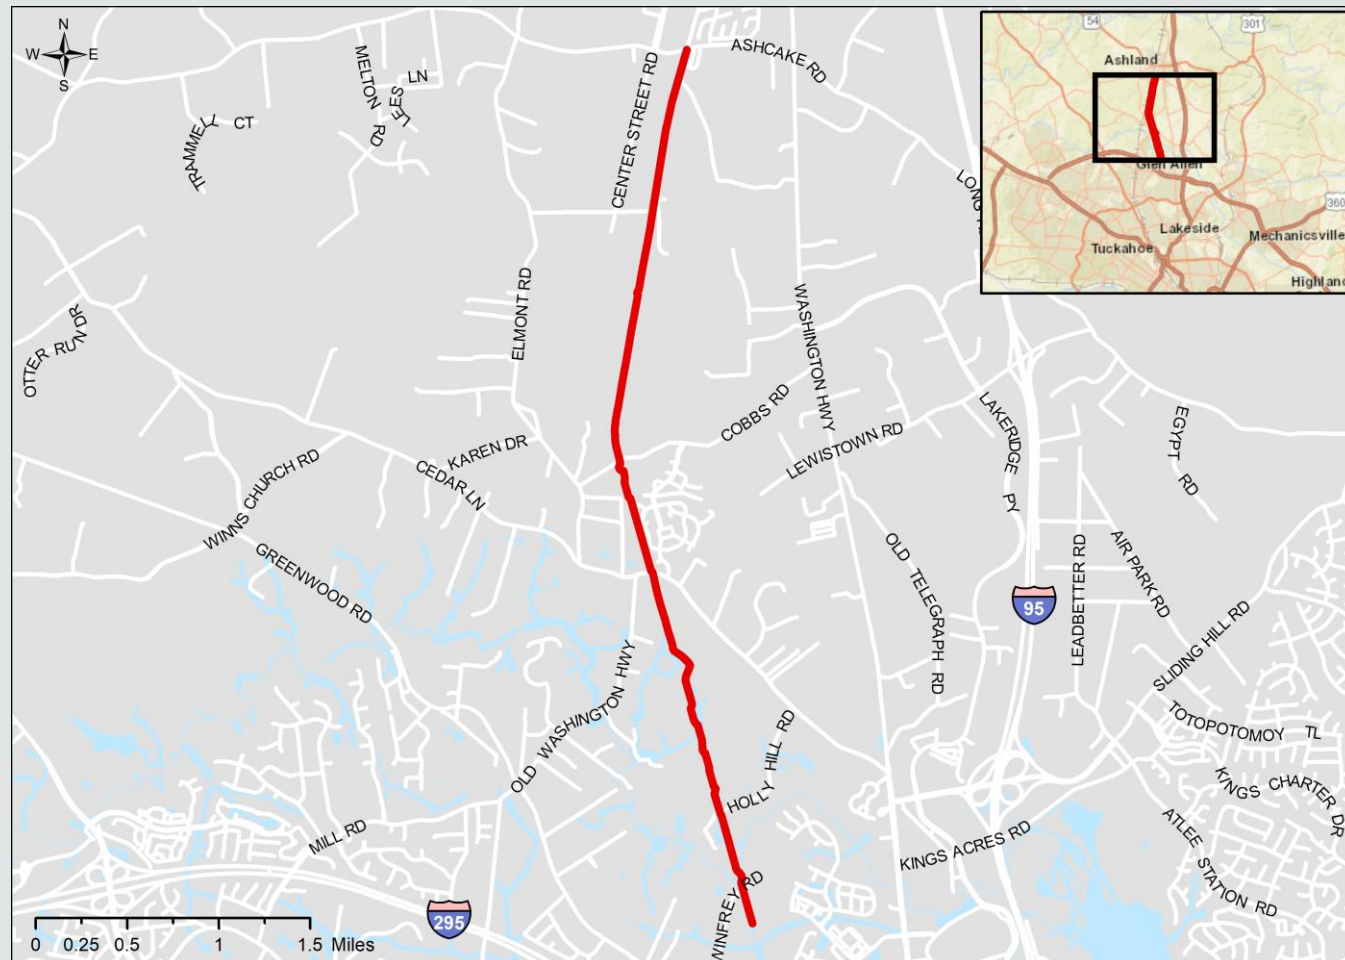 N
W E
S
ASHCAKE RD
MELTON RD
LES LN
TRAMMELL CT
CENTER STREET RD
LONG
54
301
Ashland
Glen Allen
360
Lakeside
Tuckahoe
Mechanicsville
Highland
OTTER RUN DR
ELMONT RD
WASHINGTON HWY
COBBS RD
LEWISTOWN RD
LAKERIDGE PY
EGYPT RD
KAREN DR
CEDAR LN
WINNS CHURCH RD
GREENWOOD RD
OLD TELEGRAPH RD
95
LEADBETTER RD
AIR PARK RD
SLIDING HILL RD
TOTOPOTOMOY TL
OLD WASHINGTON HWY
HOLLY HILL RD
KINGS CHARTER DR
MILL RD
KINGS ACRES RD
ATLEE STATION RD
WINFREY RD
295
0 0.25 0.5 1 1.5 Miles